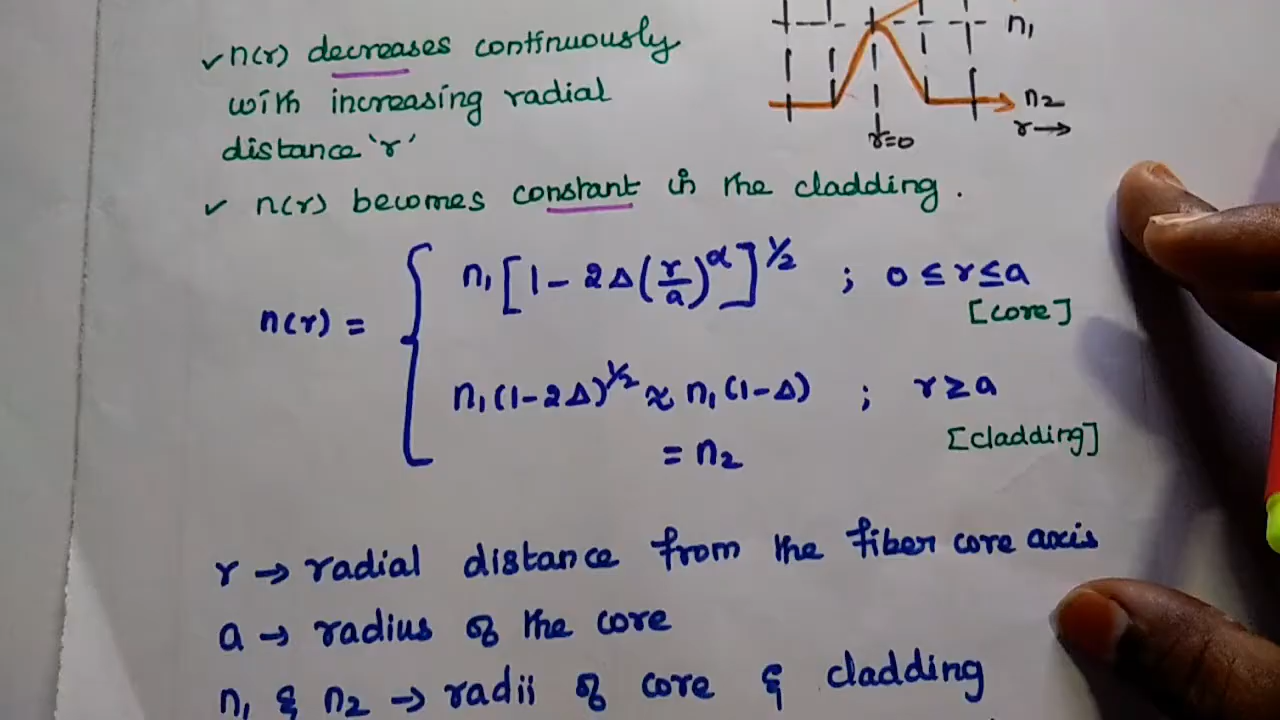 ✓ n(r) decreases continuously
with increasing radial
distance 'r'
n₁
n₂
r →
r=0
✓ n(r) becomes constant in the cladding.
n(r) = { n₁[1 - 2Δ(r/a)^α]^1/2 ; 0 ≤ r ≤ a
[core]
n₁(1-2Δ)^1/2 ≈ n₁(1-Δ) ; r ≥ a
= n₂ [cladding]
r → radial distance from the fiber core axis
a → radius of the core
n₁ & n₂ → radii of core & cladding